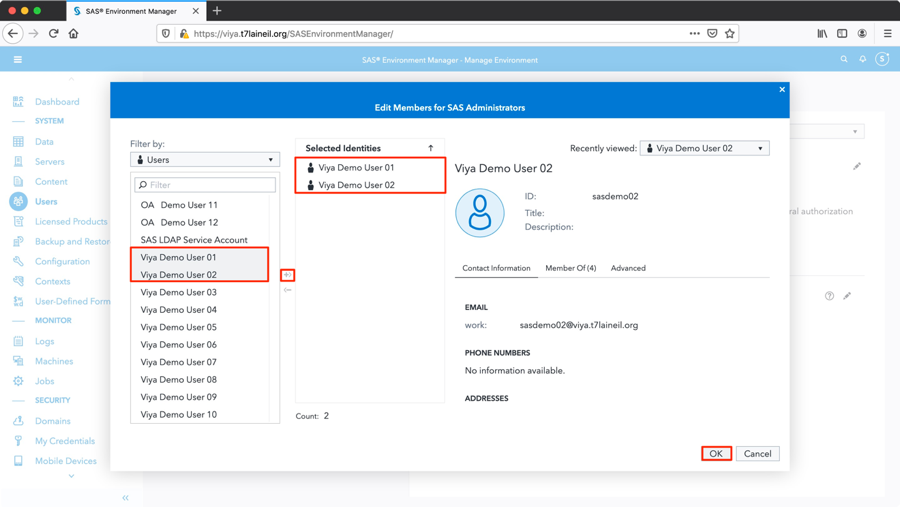 SAS® Environment Manager
https://viya.t7laineil.org/SASEnvironmentManager/
SAS® Environment Manager - Manage Environment
S
Edit Members for SAS Administrators
Dashboard
SYSTEM
Data
Servers
Content
Users
Licensed Products
Backup and Restor
Configuration
Contexts
User-Defined Form
MONITOR
Logs
Machines
Jobs
SECURITY
Domains
My Credentials
Mobile Devices
Filter by:
Users
Filter
OA Demo User 11
OA Demo User 12
SAS LDAP Service Account
Viya Demo User 01
Viya Demo User 02
Viya Demo User 03
Viya Demo User 04
Viya Demo User 05
Viya Demo User 06
Viya Demo User 07
Viya Demo User 08
Viya Demo User 09
Viya Demo User 10
Selected Identities
Viya Demo User 01
Viya Demo User 02
Count: 2
Recently viewed: Viya Demo User 02
Viya Demo User 02
ID: sasdemo02
Title:
Description:
Contact Information Member Of (4) Advanced
EMAIL
work: sasdemo02@viya.t7laineil.org
PHONE NUMBERS
No information available.
ADDRESSES
OK Cancel
ral authorization